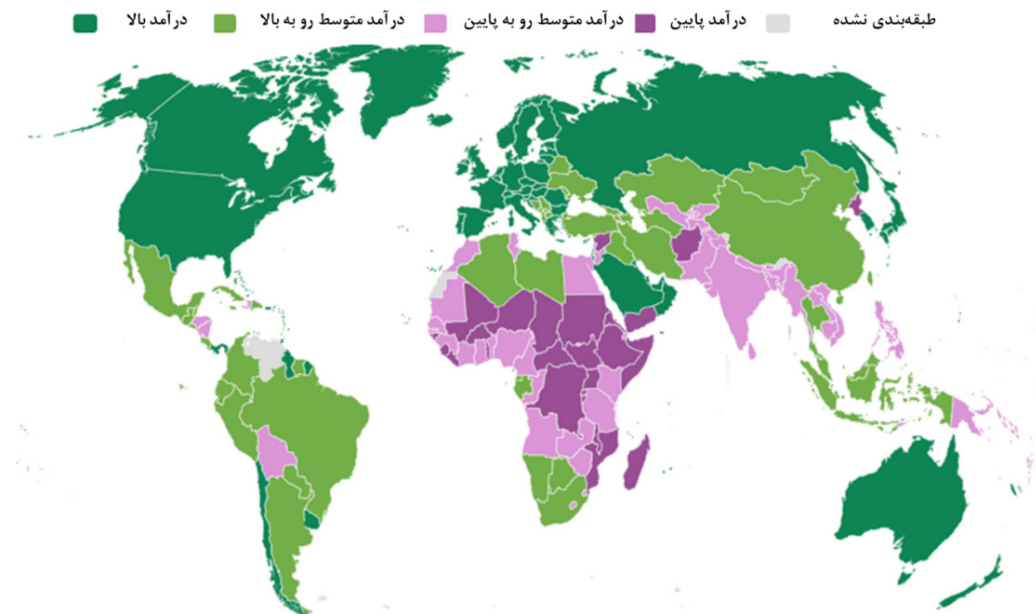 درآمد بالا درآمد متوسط رو به بالا درآمد متوسط رو به پایین درآمد پایین طبقه‌بندی نشده